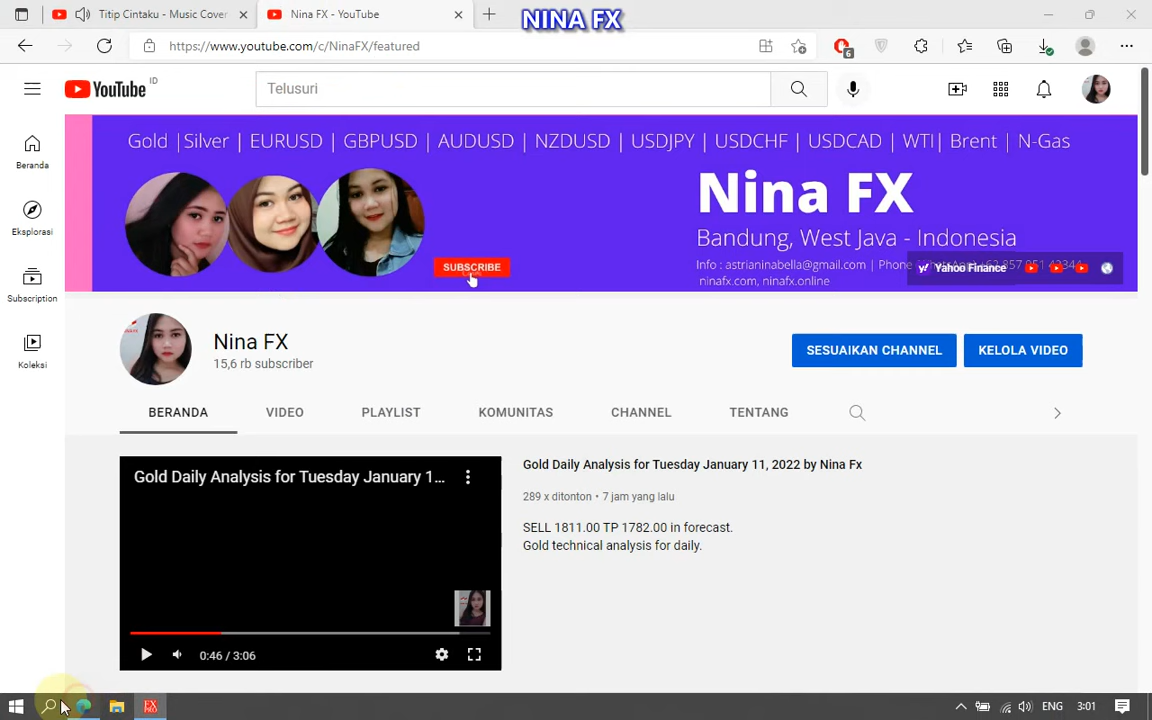 Titip Cintaku - Music Cover
Nina FX - YouTube
NINA FX
https://www.youtube.com/c/NinaFX/featured
6
YouTube ID
Telusuri
Gold |Silver | EURUSD | GBPUSD | AUDUSD | NZDUSD | USDJPY | USDCHF | USDCAD | WTI| Brent | N-Gas
Nina FX
Bandung, West Java - Indonesia
SUBSCRIBE
Info : astrianinabella@gmail.com | Phone
ninafx.com, ninafx.online
Yahoo Finance
Beranda
Eksplorasi
Subscription
Koleksi
Nina FX
15,6 rb subscriber
SESUAIKAN CHANNEL
KELOLA VIDEO
BERANDA
VIDEO
PLAYLIST
KOMUNITAS
CHANNEL
TENTANG
Gold Daily Analysis for Tuesday January 1...
0:46 / 3:06
Gold Daily Analysis for Tuesday January 11, 2022 by Nina Fx
289 x ditonton • 7 jam yang lalu
SELL 1811.00 TP 1782.00 in forecast.
Gold technical analysis for daily.
FX
PRO
ENG
3:01